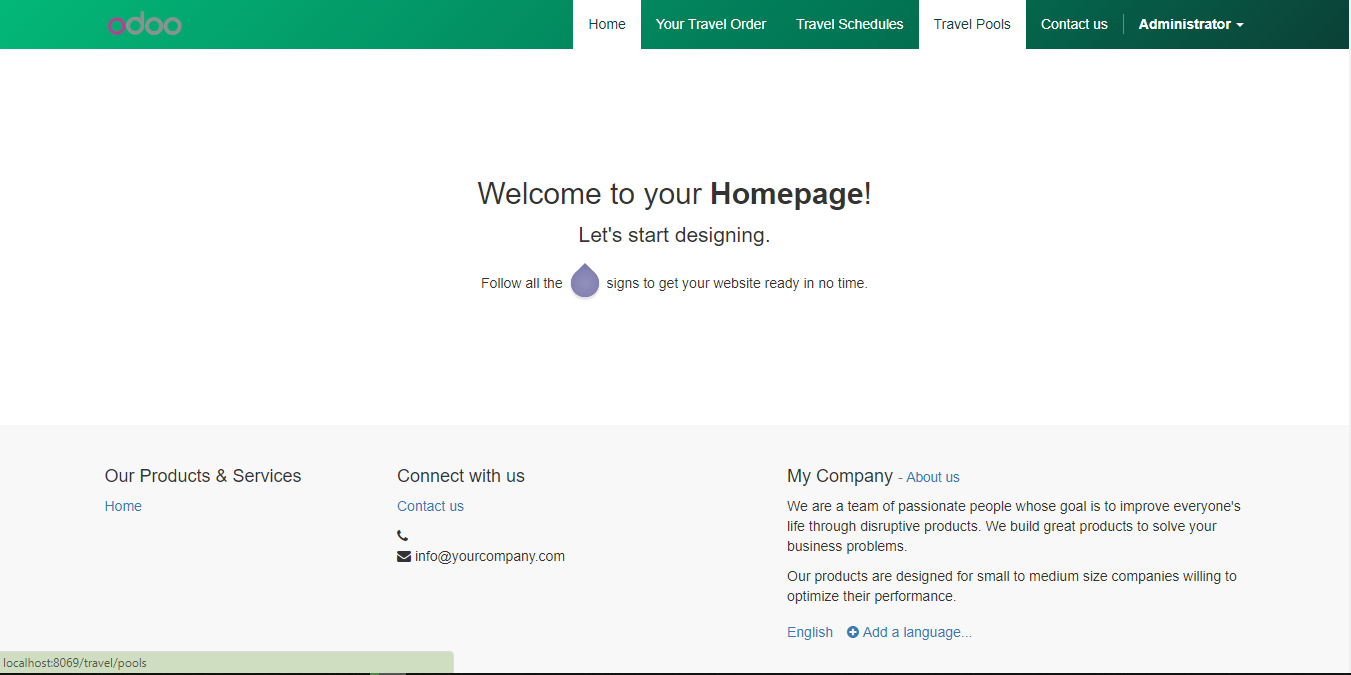 odoo
Home Your Travel Order Travel Schedules Travel Pools Contact us Administrator
Welcome to your Homepage!
Let's start designing.
Follow all the signs to get your website ready in no time.
Our Products & Services
Home
Connect with us
Contact us
info@yourcompany.com
My Company - About us
We are a team of passionate people whose goal is to improve everyone's
life through disruptive products. We build great products to solve your
business problems.
Our products are designed for small to medium size companies willing to
optimize their performance.
English Add a language...
localhost:8069/travel/pools